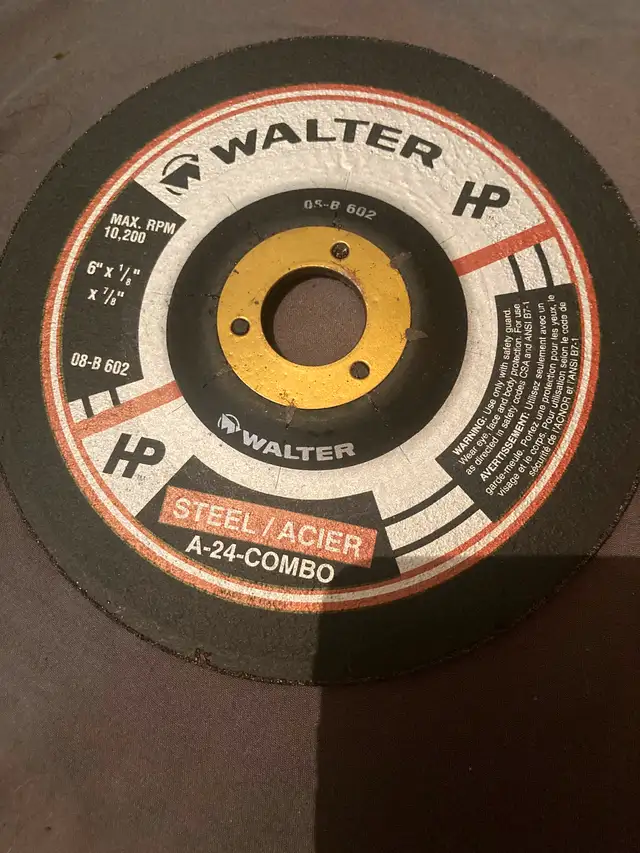 WALTER
HP
08-B 602
MAX. RPM
10,200
6" x 1/8"
x 7/8"
08-B 602
WARNING: Use only with safety guard.
Wear eye, face and body protection. For use
as directed in safety codes CSA and ANSI B7-1
AVERTISSEMENT: Utilisez seulement avec un
garde-meule. Portez une protection pour les yeux, le
visage et le corps. Pour utilisation selon le code de
sécurité de l'ACNOR et l'ANSI B7-1
WALTER
HP
STEEL / ACIER
A-24-COMBO